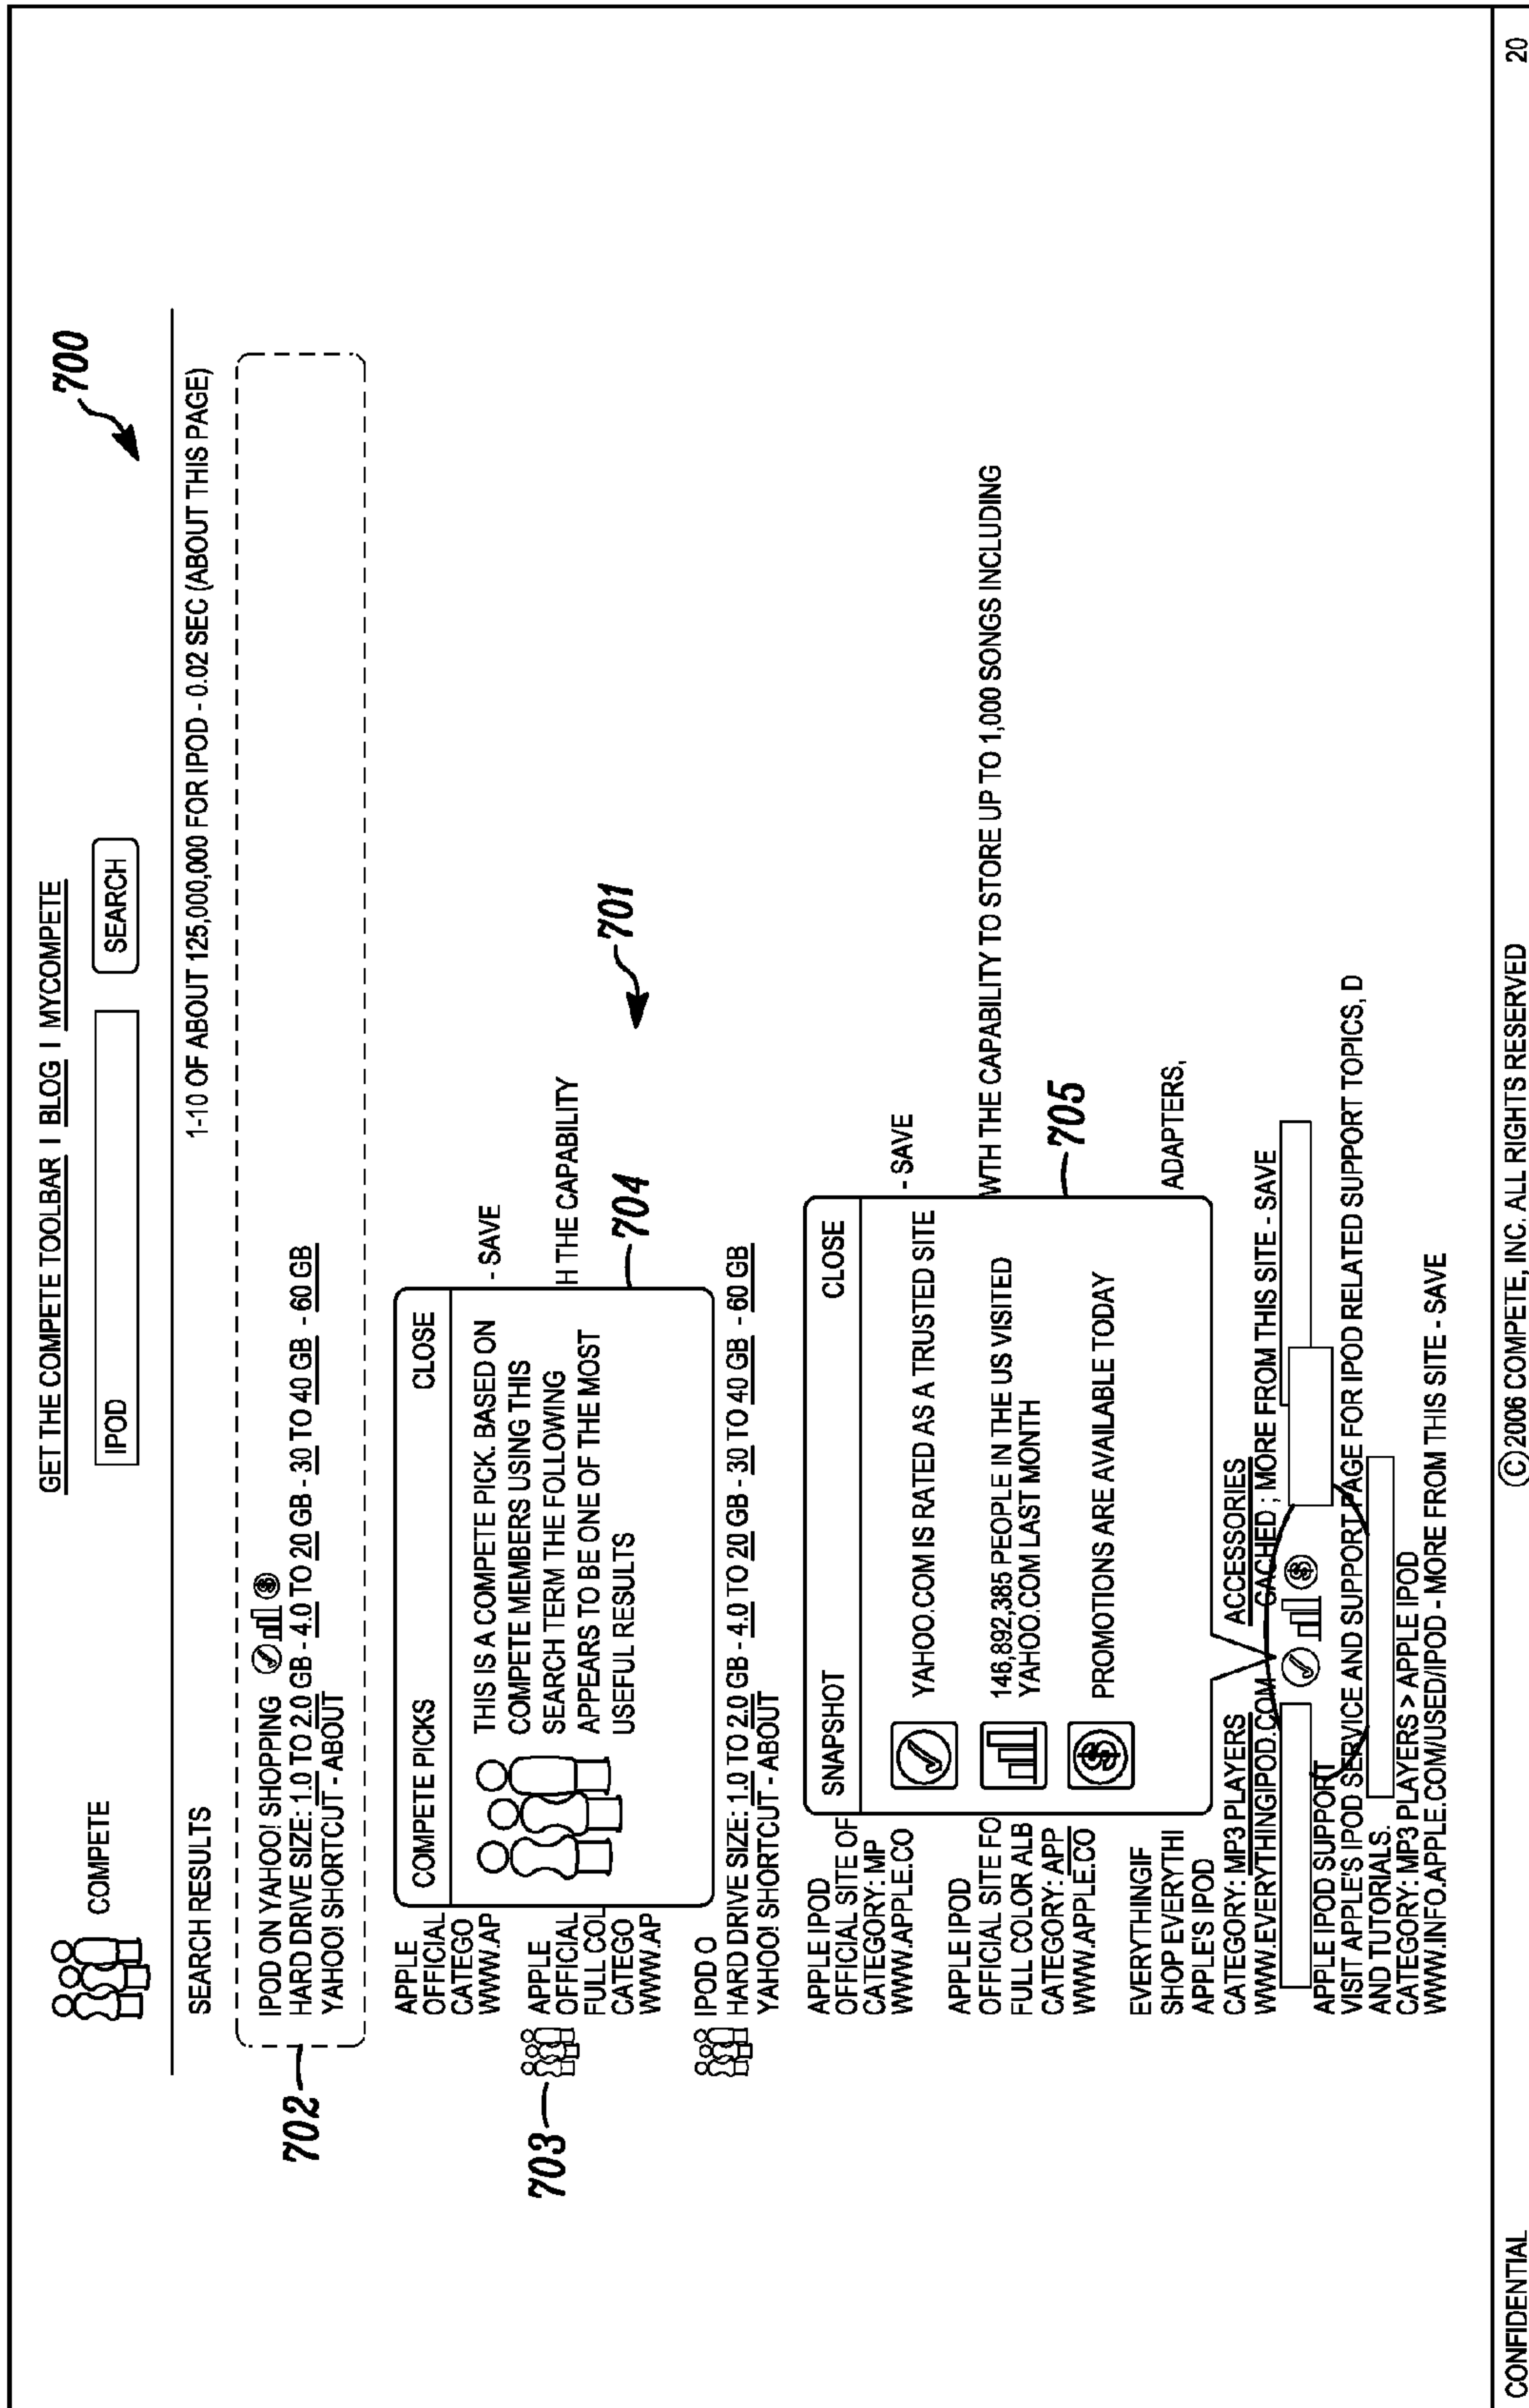 GET THE COMPETE TOOLBAR | BLOG | MYCOMPETE
COMPETE
IPOD
SEARCH
700
SEARCH RESULTS
1-10 OF ABOUT 125,000,000 FOR IPOD - 0.02 SEC (ABOUT THIS PAGE)
702
IPOD ON YAHOO! SHOPPING
HARD DRIVE SIZE: 1.0 TO 2.0 GB - 4.0 TO 20 GB - 30 TO 40 GB - 60 GB
YAHOO! SHORTCUT - ABOUT
APPLE
OFFICIAL
CATEGO
WWW.AP
- SAVE
703
APPLE
OFFICIAL
FULL COL
CATEGO
WWW.AP
H THE CAPABILITY
COMPETE PICKS
CLOSE
THIS IS A COMPETE PICK. BASED ON
COMPETE MEMBERS USING THIS
SEARCH TERM THE FOLLOWING
APPEARS TO BE ONE OF THE MOST
USEFUL RESULTS
704
701
IPOD O
HARD DRIVE SIZE: 1.0 TO 2.0 GB - 4.0 TO 20 GB - 30 TO 40 GB - 60 GB
YAHOO! SHORTCUT - ABOUT
APPLE IPOD
OFFICIAL SITE OF
CATEGORY: MP
WWW.APPLE.CO
- SAVE
APPLE IPOD
OFFICIAL SITE FO
FULL COLOR ALB
CATEGORY: APP
WWW.APPLE.CO
WTH THE CAPABILITY TO STORE UP TO 1,000 SONGS INCLUDING
SNAPSHOT
CLOSE
YAHOO.COM IS RATED AS A TRUSTED SITE
146,892,385 PEOPLE IN THE US VISITED
YAHOO.COM LAST MONTH
PROMOTIONS ARE AVAILABLE TODAY
705
EVERYTHINGIF
SHOP EVERYTHI
ADAPTERS,
APPLE'S IPOD
CATEGORY: MP3 PLAYERS
ACCESSORIES
WWW.EVERYTHINGIPOD.COM
CACHED ; MORE FROM THIS SITE - SAVE
APPLE IPOD SUPPORT
VISIT APPLE'S IPOD SERVICE AND SUPPORT PAGE FOR IPOD RELATED SUPPORT TOPICS, D
AND TUTORIALS.
CATEGORY: MP3 PLAYERS > APPLE IPOD
WWW.INFO.APPLE.COM/USED/IPOD - MORE FROM THIS SITE - SAVE
CONFIDENTIAL
©2006 COMPETE, INC. ALL RIGHTS RESERVED
20